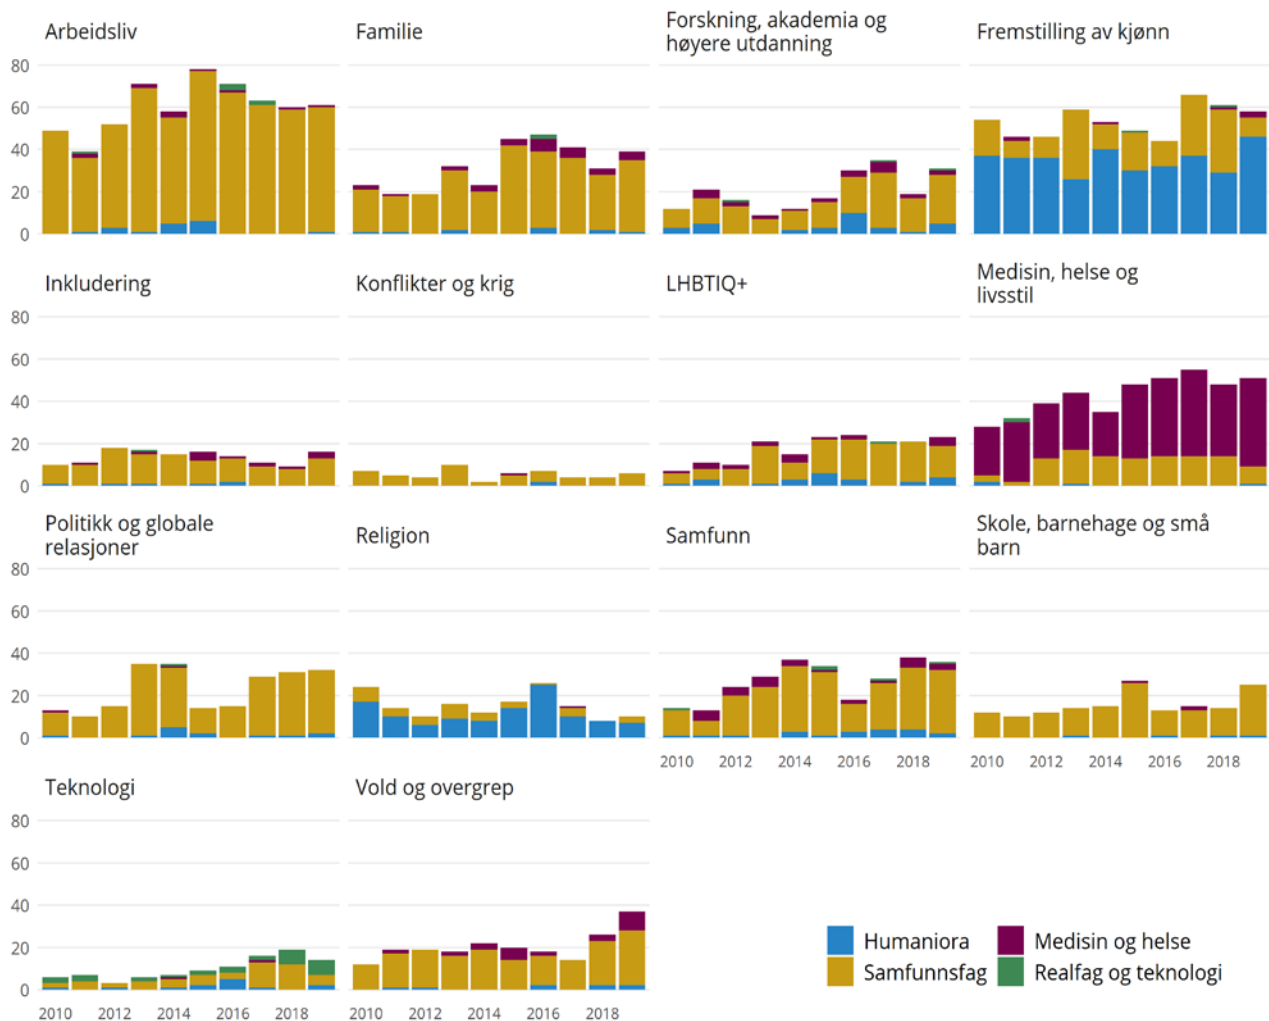 Arbeidsliv
Familie
Forskning, akademia og
høyere utdanning
Fremstilling av kjønn
80
60
40
20
0
Inkludering
Konflikter og krig
LHBTIQ+
Medisin, helse og
livsstil
80
60
40
20
0
Politikk og globale
relasjoner
Religion
Samfunn
Skole, barnehage og små
barn
80
60
40
20
0
2010 2012 2014 2016 2018
2010 2012 2014 2016 2018
Teknologi
Vold og overgrep
80
60
40
20
0
2010 2012 2014 2016 2018
2010 2012 2014 2016 2018
Humaniora
Medisin og helse
Samfunnsfag
Realfag og teknologi